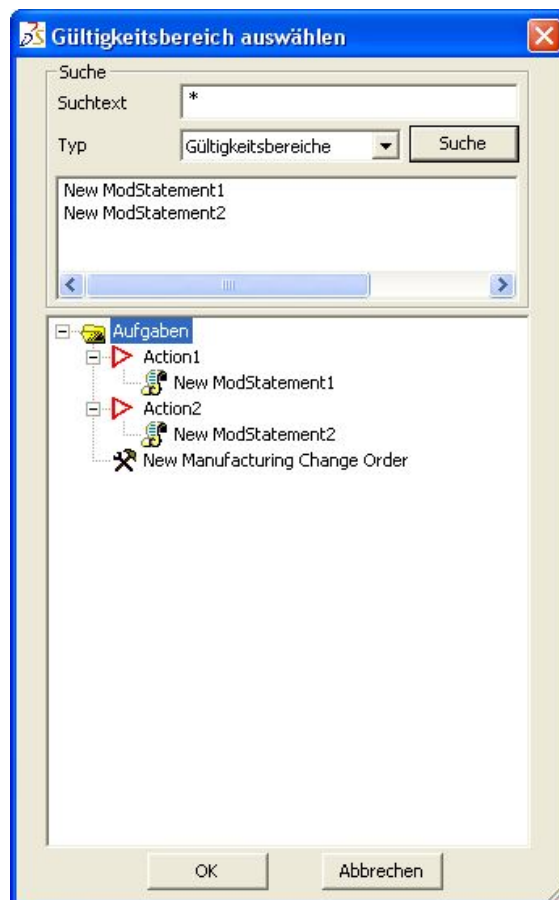 Gültigkeitsbereich auswählen
Suche
Suchtext
*
Typ
Gültigkeitsbereiche
Suche
New ModStatement1
New ModStatement2
Aufgaben
Action1
New ModStatement1
Action2
New ModStatement2
New Manufacturing Change Order
OK
Abbrechen